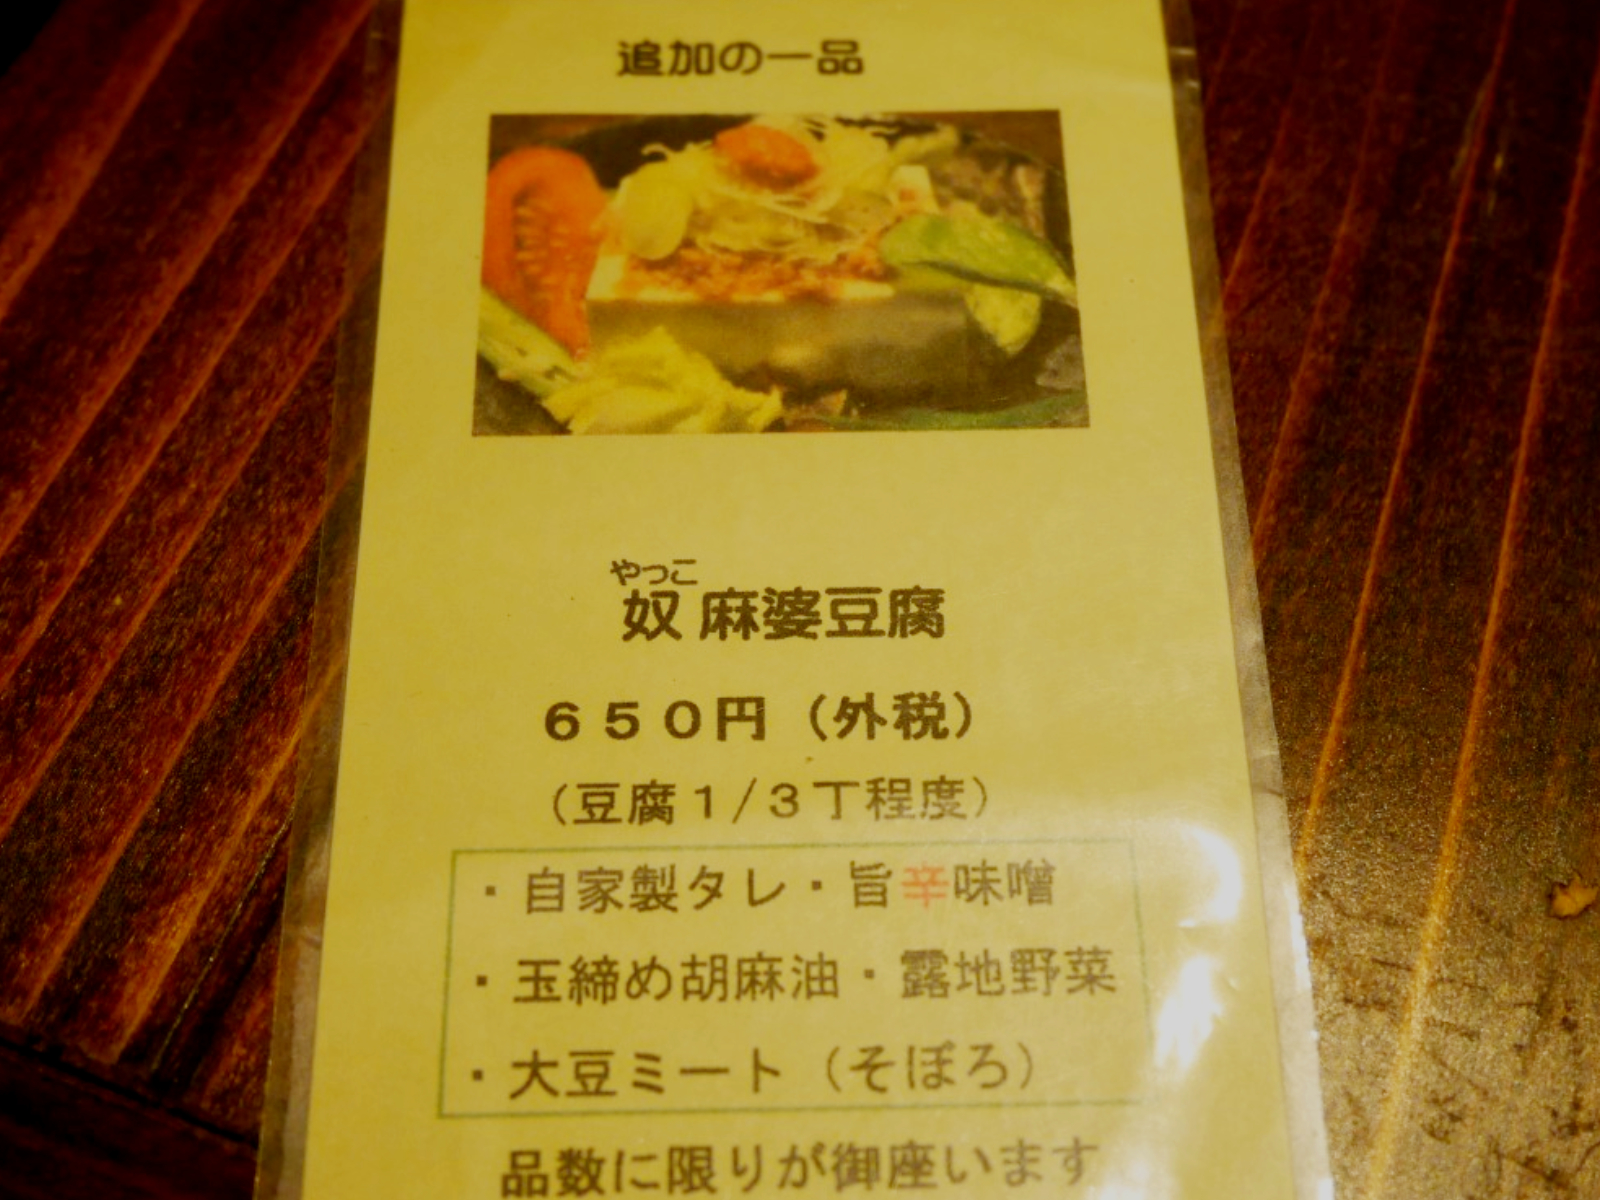 追加の一品
やっこ
奴 麻婆豆腐
６５０円（外税）
（豆腐１/３丁程度）
・自家製タレ・旨辛味噌
・玉締め胡麻油・露地野菜
・大豆ミート（そぼろ）
品数に限りが御座います